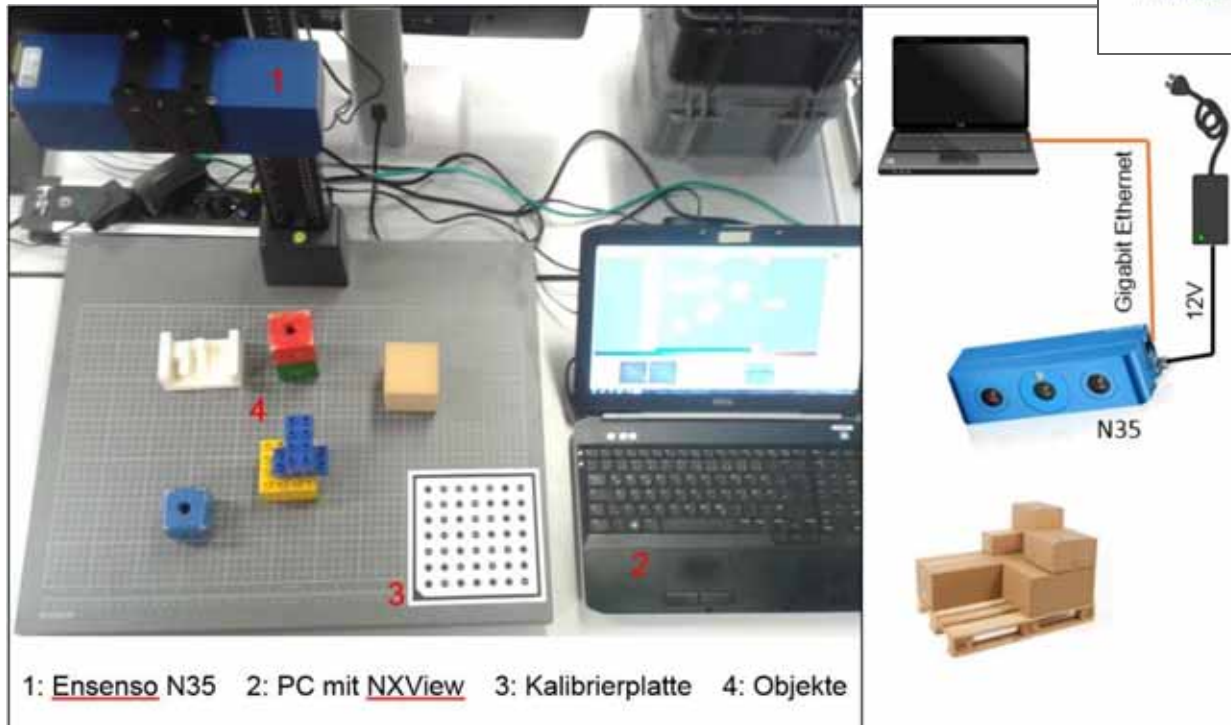 1
4
3
2
1: Ensenso N35 2: PC mit NXView 3: Kalibrierplatte 4: Objekte
Gigabit Ethernet
12V
N35